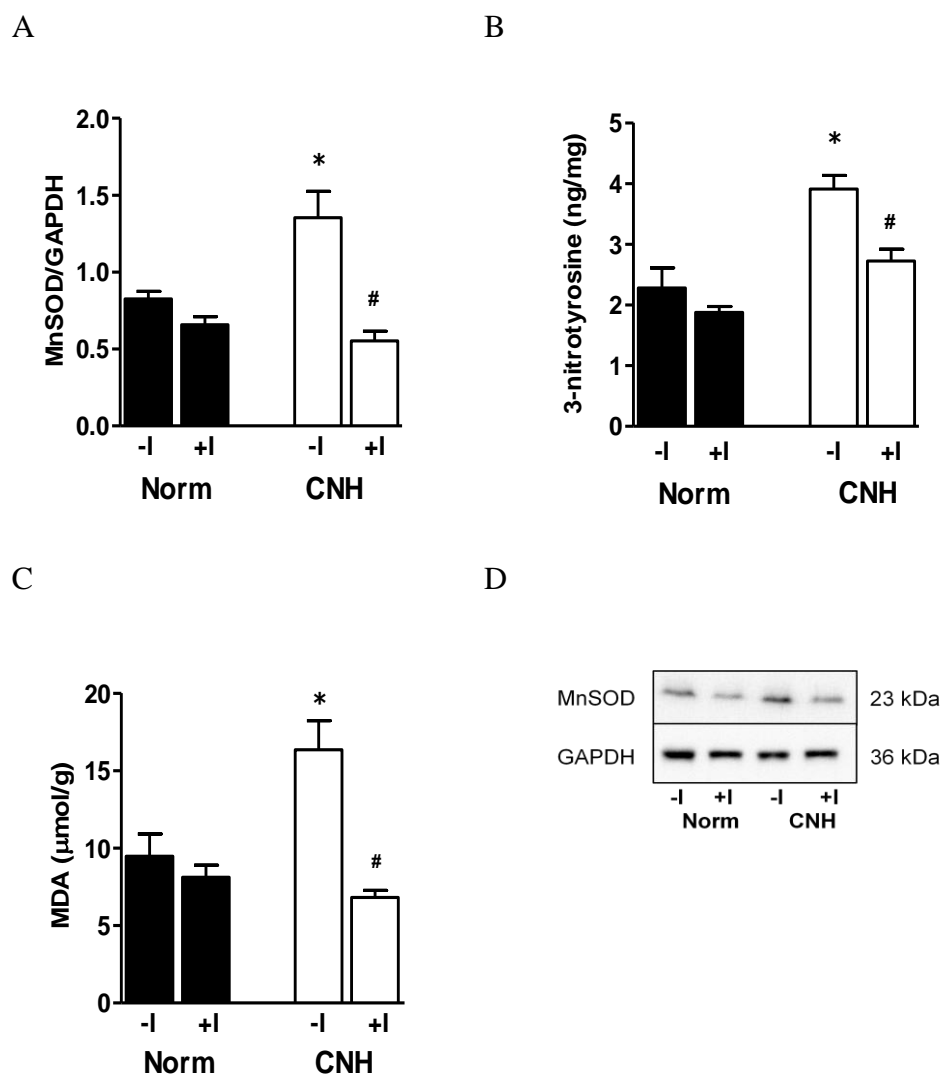 A
MnSOD/GAPDH
2.0
1.5
1.0
0.5
0.0
*
#
-I +I -I +I
Norm CNH
B
3-nitrotyrosine (ng/mg)
5
4
3
2
1
0
*
#
-I +I -I +I
Norm CNH
C
MDA (μmol/g)
20
15
10
5
0
*
#
-I +I -I +I
Norm CNH
D
MnSOD 23 kDa
GAPDH 36 kDa
-I +I -I +I
Norm CNH